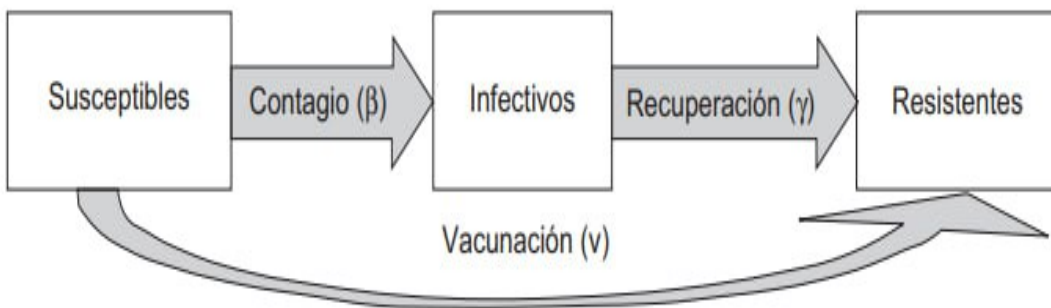 Susceptibles
Contagio (β)
Infectivos
Recuperación (γ)
Resistentes
Vacunación (v)